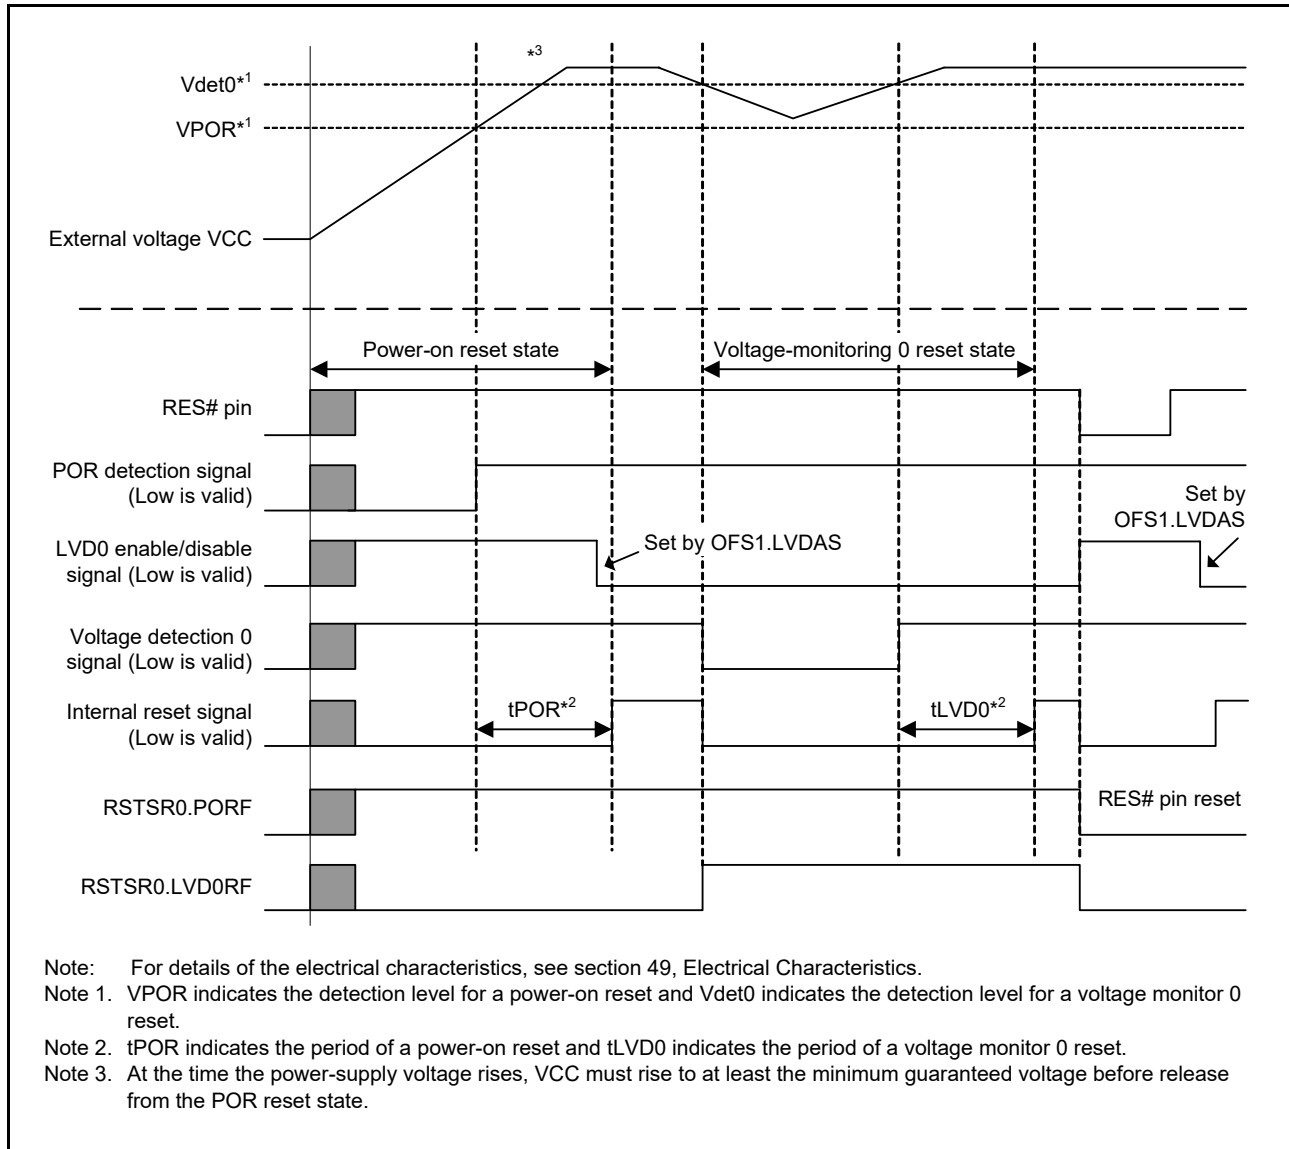 *3
Vdet0*1
VPOR*1
External voltage VCC
Power-on reset state
Voltage-monitoring 0 reset state
RES# pin
POR detection signal
(Low is valid)
Set by
OFS1.LVDAS
LVD0 enable/disable
signal (Low is valid)
Set by OFS1.LVDAS
Voltage detection 0
signal (Low is valid)
Internal reset signal
(Low is valid)
tPOR*2
tLVD0*2
RSTSR0.PORF
RES# pin reset
RSTSR0.LVD0RF
Note: For details of the electrical characteristics, see section 49, Electrical Characteristics.
Note 1. VPOR indicates the detection level for a power-on reset and Vdet0 indicates the detection level for a voltage monitor 0
reset.
Note 2. tPOR indicates the period of a power-on reset and tLVD0 indicates the period of a voltage monitor 0 reset.
Note 3. At the time the power-supply voltage rises, VCC must rise to at least the minimum guaranteed voltage before release
from the POR reset state.